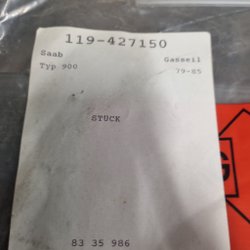 119-427150
Saab Gasseil
Typ 900 79-85
STÜCK
83 35 986